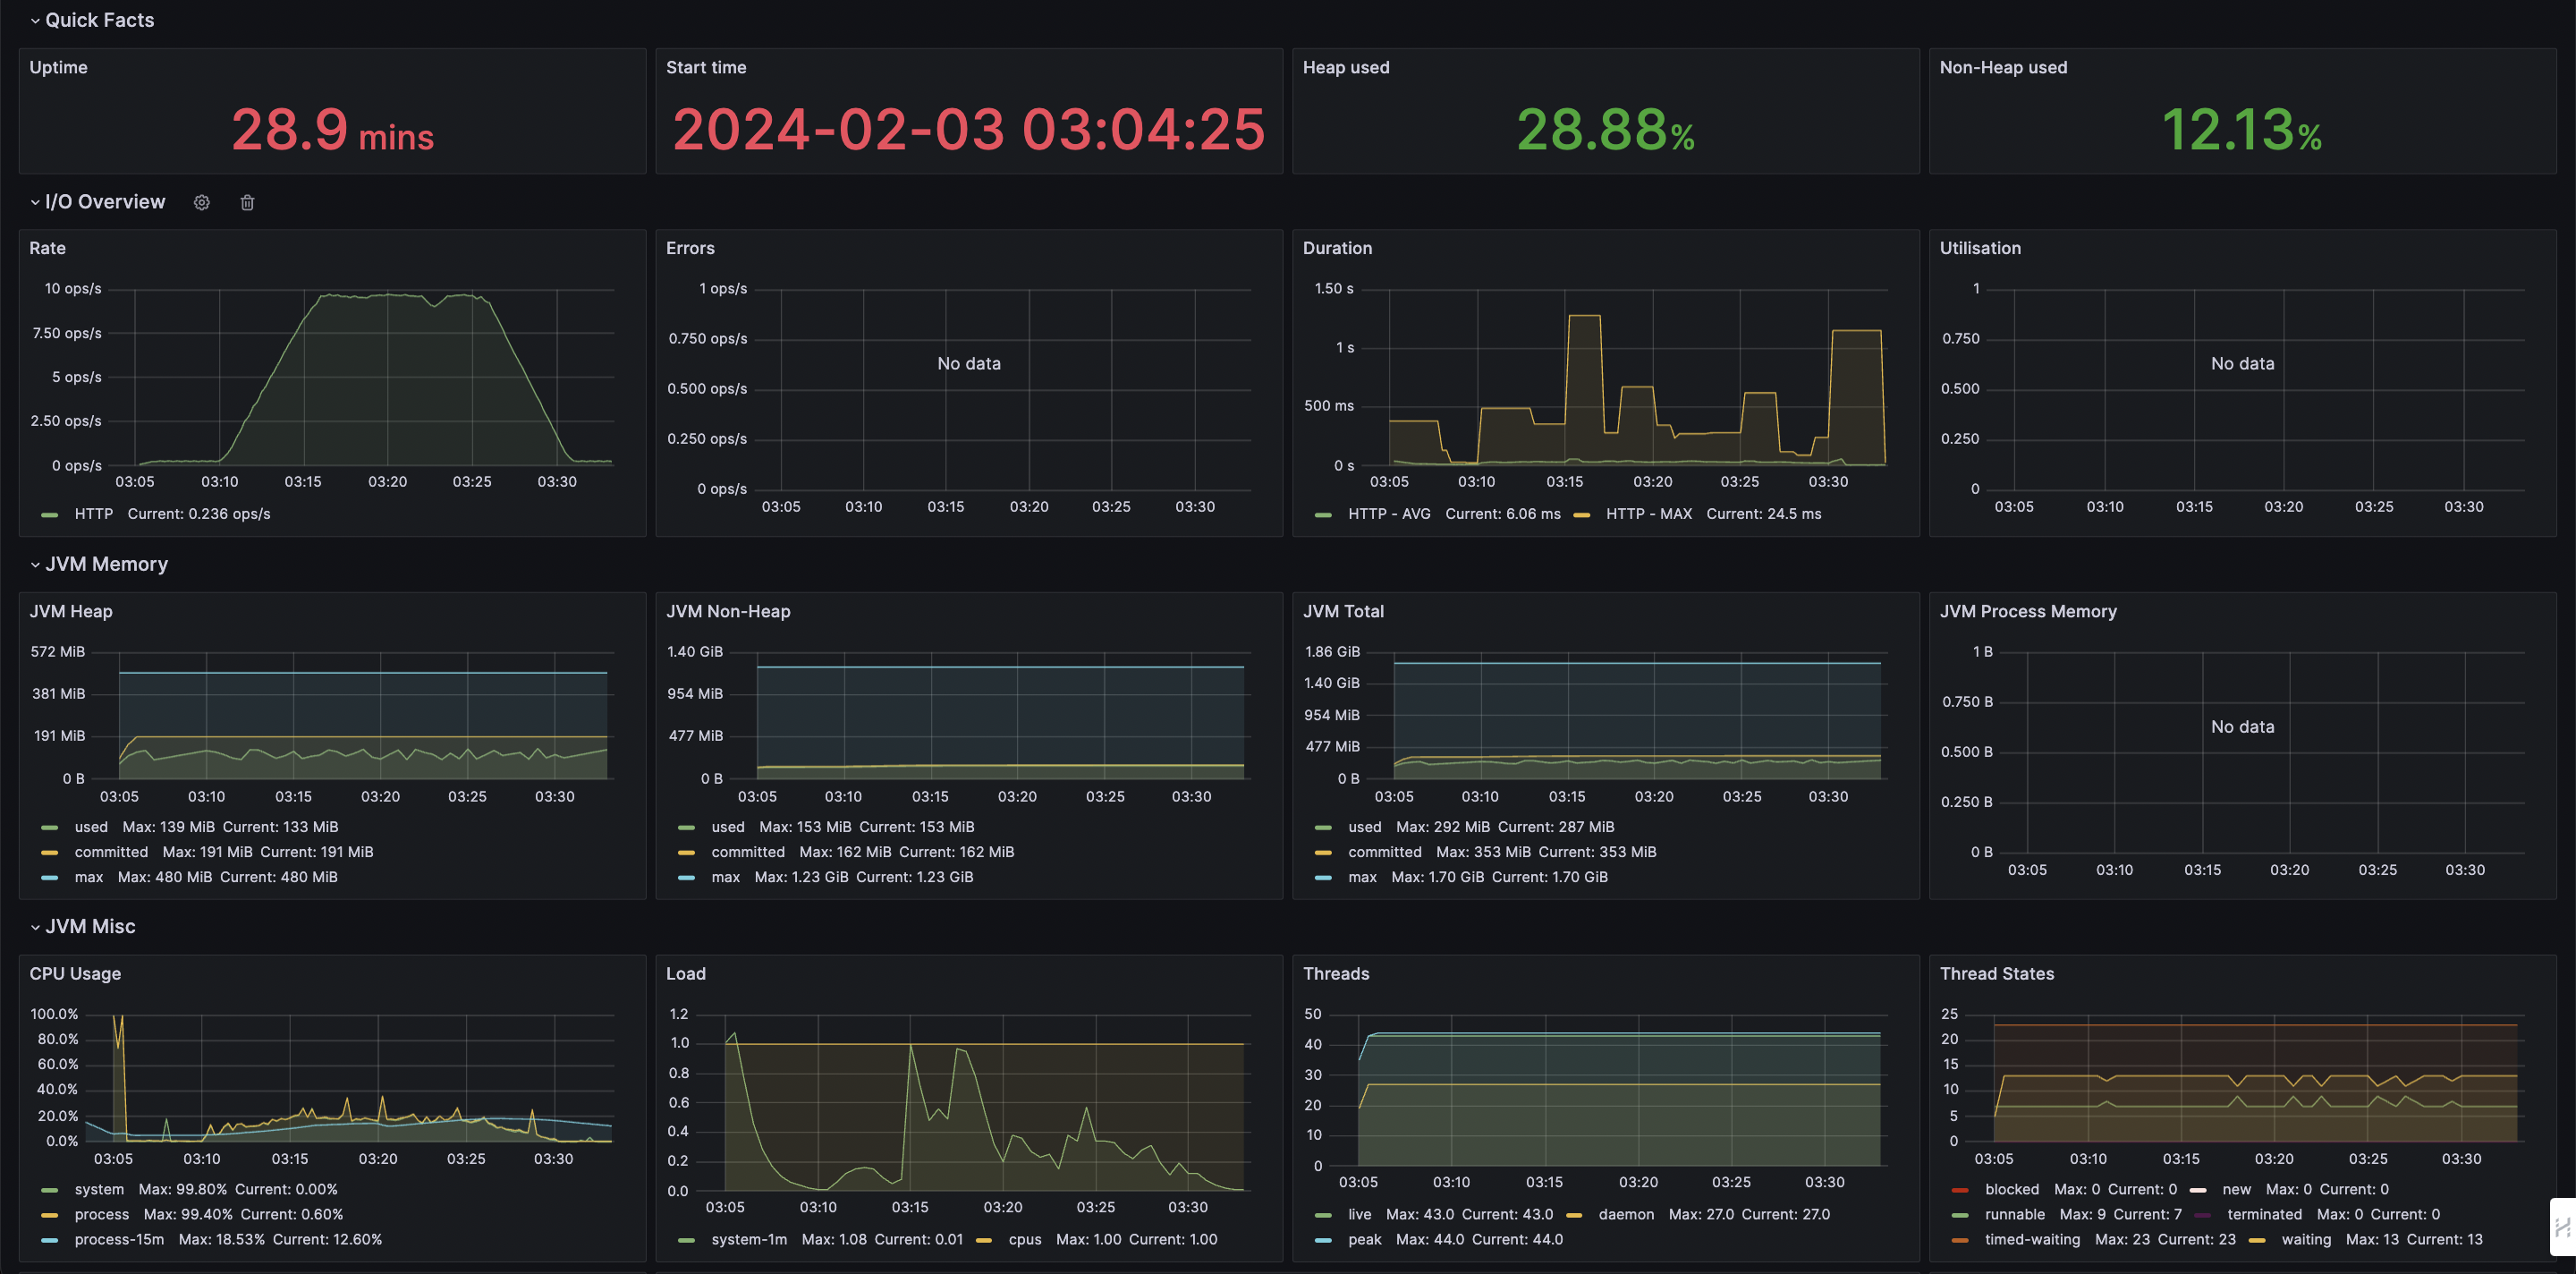 Quick Facts
Uptime
28.9 mins
Start time
2024-02-03 03:04:25
Heap used
28.88%
Non-Heap used
12.13%
I/O Overview
Rate
10 ops/s
7.50 ops/s
5 ops/s
2.50 ops/s
0 ops/s
03:05 03:10 03:15 03:20 03:25 03:30
HTTP Current: 0.236 ops/s
Errors
1 ops/s
0.750 ops/s
0.500 ops/s
0.250 ops/s
0 ops/s
No data
03:05 03:10 03:15 03:20 03:25 03:30
Duration
1.50 s
1 s
500 ms
0 s
03:05 03:10 03:15 03:20 03:25 03:30
HTTP - AVG Current: 6.06 ms HTTP - MAX Current: 24.5 ms
Utilisation
1
0.750
0.500
0.250
0
No data
03:05 03:10 03:15 03:20 03:25 03:30
JVM Memory
JVM Heap
572 MiB
381 MiB
191 MiB
0 B
03:05 03:10 03:15 03:20 03:25 03:30
used Max: 139 MiB Current: 133 MiB
committed Max: 191 MiB Current: 191 MiB
max Max: 480 MiB Current: 480 MiB
JVM Non-Heap
1.40 GiB
954 MiB
477 MiB
0 B
03:05 03:10 03:15 03:20 03:25 03:30
used Max: 153 MiB Current: 153 MiB
committed Max: 162 MiB Current: 162 MiB
max Max: 1.23 GiB Current: 1.23 GiB
JVM Total
1.86 GiB
1.40 GiB
954 MiB
477 MiB
0 B
03:05 03:10 03:15 03:20 03:25 03:30
used Max: 292 MiB Current: 287 MiB
committed Max: 353 MiB Current: 353 MiB
max Max: 1.70 GiB Current: 1.70 GiB
JVM Process Memory
1 B
0.750 B
0.500 B
0.250 B
0 B
No data
03:05 03:10 03:15 03:20 03:25 03:30
JVM Misc
CPU Usage
100.0%
80.0%
60.0%
40.0%
20.0%
0.0%
03:05 03:10 03:15 03:20 03:25 03:30
system Max: 99.80% Current: 0.00%
process Max: 99.40% Current: 0.60%
process-15m Max: 18.53% Current: 12.60%
Load
1.2
1.0
0.8
0.6
0.4
0.2
0.0
03:05 03:10 03:15 03:20 03:25 03:30
system-1m Max: 1.08 Current: 0.01 cpus Max: 1.00 Current: 1.00
Threads
50
40
30
20
10
0
03:05 03:10 03:15 03:20 03:25 03:30
live Max: 43.0 Current: 43.0 daemon Max: 27.0 Current: 27.0
peak Max: 44.0 Current: 44.0
Thread States
25
20
15
10
5
0
03:05 03:10 03:15 03:20 03:25 03:30
blocked Max: 0 Current: 0 new Max: 0 Current: 0
runnable Max: 9 Current: 7 terminated Max: 0 Current: 0
timed-waiting Max: 23 Current: 23 waiting Max: 13 Current: 13